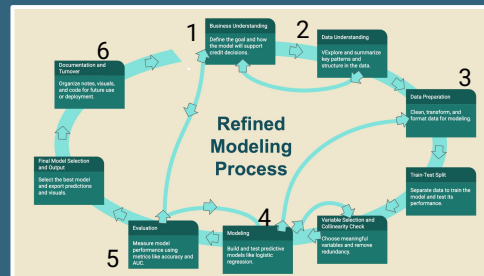 1
Business Understanding
Define the goal and how
the model will support
credit decisions.
2
Data Understanding
VExplore and summarize
key patterns and
structure in the data.
3
Data Preparation
Clean, transform, and
format data for modeling.
Train-Test Split
Separate data to train the
model and test its
performance.
Variable Selection and
Collinearity Check
Choose meaningful
variables and remove
redundancy.
4
Modeling
Build and test predictive
models like logistic
regression.
5
Evaluation
Measure model
performance using
metrics like accuracy and
AUC.
Final Model Selection
and Output
Select the best model
and export predictions
and visuals.
6
Documentation and
Turnover
Organize notes, visuals,
and code for future use
or deployment.
Refined
Modeling
Process